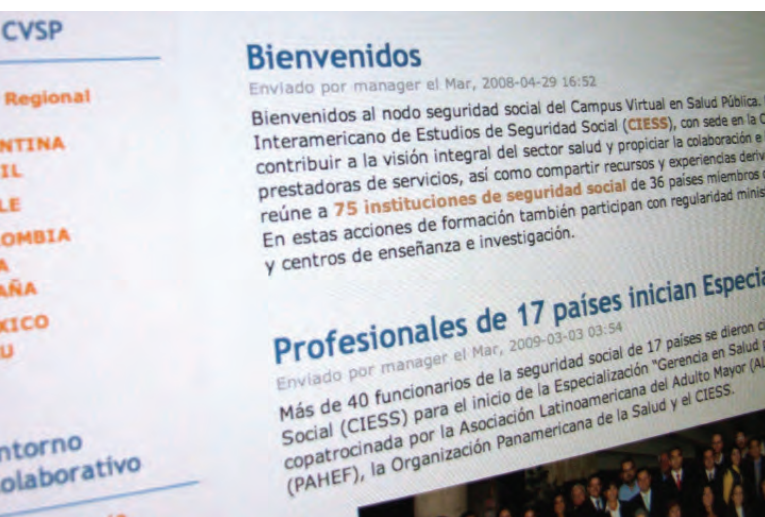 CVSP
Regional
NTINA
IL
LE
OMBIA
A
AÑA
XICO
U
ntorno
olaborativo
Bienvenidos
Enviado por manager el Mar, 2008-04-29 16:52
Bienvenidos al nodo seguridad social del Campus Virtual en Salud Pública.
Interamericano de Estudios de Seguridad Social (CIESS), con sede en la C
contribuir a la visión integral del sector salud y propiciar la colaboración e
prestadoras de servicios, así como compartir recursos y experiencias deriv
reúne a 75 instituciones de seguridad social de 36 países miembros
En estas acciones de formación también participan con regularidad minis
y centros de enseñanza e investigación.
Profesionales de 17 países inician Especia
Enviado por manager el Mar, 2009-03-03 03:54
Más de 40 funcionarios de la seguridad social de 17 países se dieron ci
Social (CIESS) para el inicio de la Especialización "Gerencia en Salud p
copatrocinada por la Asociación Latinoamericana del Adulto Mayor (AL
(PAHEF), la Organización Panamericana de la Salud y el CIESS.